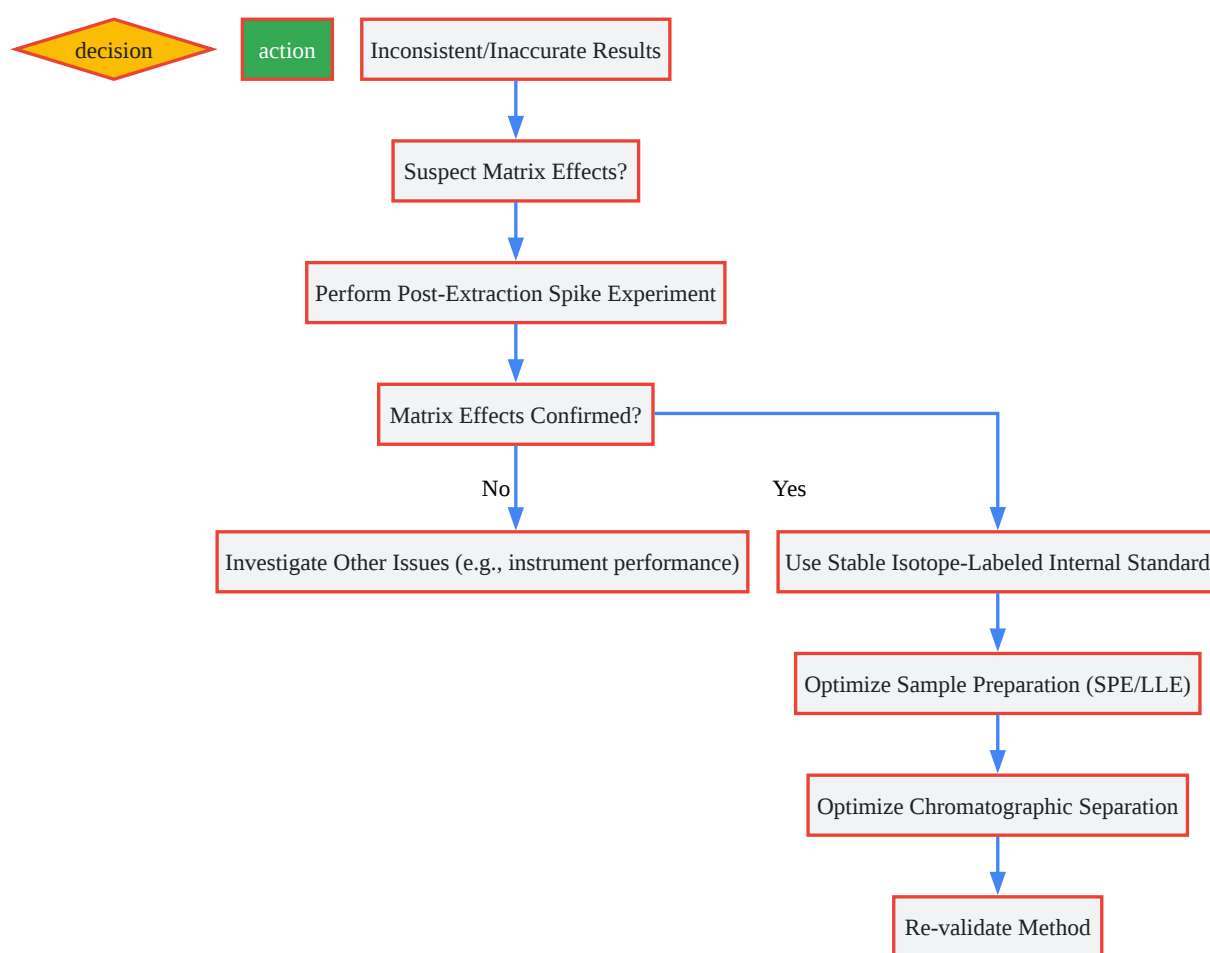 decision
action
Inconsistent/Inaccurate Results
Suspect Matrix Effects?
Perform Post-Extraction Spike Experiment
Matrix Effects Confirmed?
No
Yes
Investigate Other Issues (e.g., instrument performance)
Use Stable Isotope-Labeled Internal Standard
Optimize Sample Preparation (SPE/LLE)
Optimize Chromatographic Separation
Re-validate Method